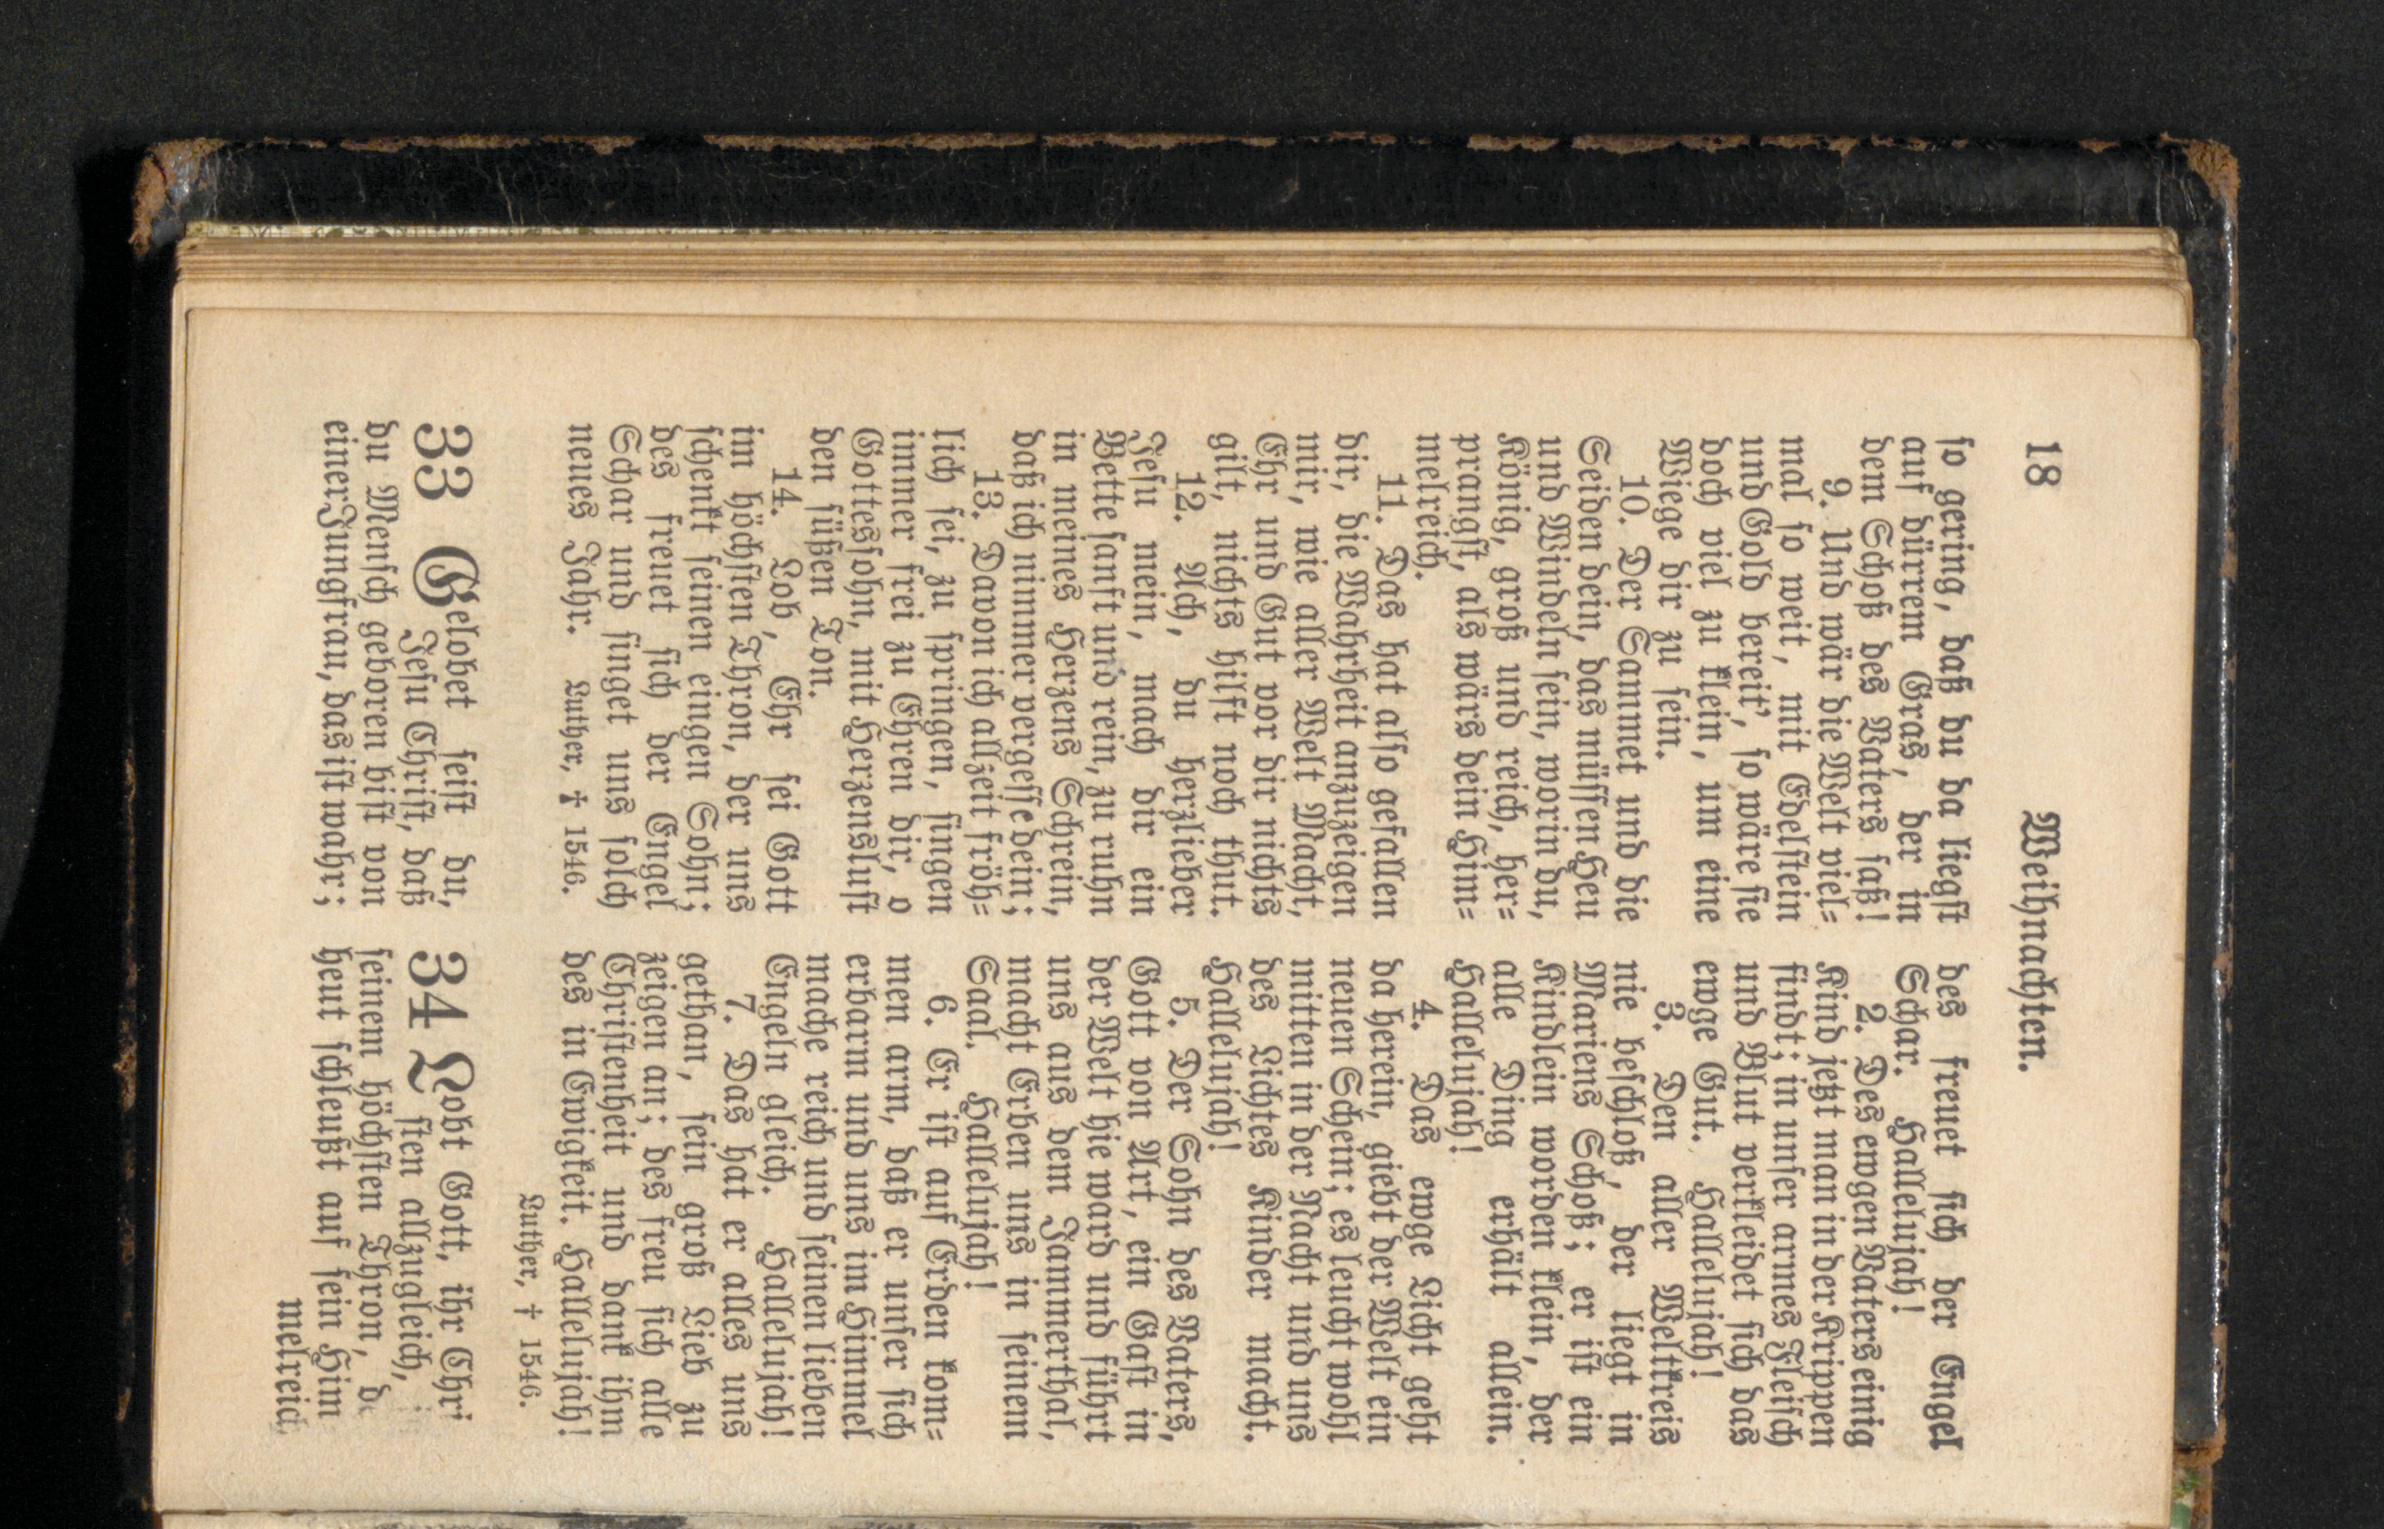 18
Weihnachten.
so gering, daß du da liegst
auf dürrem Gras, der in
dem Schoß des Vaters saß!
9. Und wär die Welt viel=
mal so weit, mit Edelstein
und Gold bereit', so wäre sie
doch viel zu klein, um eine
Wiege dir zu sein.
10. Der Sammet und die
Seiden dein, das müssen Heu
und Windeln sein, worin du,
König, groß und reich, her=
prangst, als wärs dein Him=
melreich.
11. Das hat also gefallen
dir, die Wahrheit anzuzeigen
mir, wie aller Welt Macht,
Ehr und Gut vor dir nichts
gilt, nichts hilft noch thut.
12. Ach, du herzlieber
Jesu mein, mach dir ein
Bette sanft und rein, zu ruhn
in meines Herzens Schrein,
daß ich nimmer vergesse dein;
13. Davon ich allzeit fröh=
lich sei, zu springen, singen
immer frei zu Ehren dir, o
Gottessohn, mit Herzenslust
den süßen Ton.
14. Lob, Ehr sei Gott
im höchsten Thron, der uns
schenkt seinen eingen Sohn;
des freuet sich der Engel
Schar und singet uns solch
neues Jahr. Luther, † 1546.
33 Gelobet seist du,
Jesu Christ, daß
du Mensch geboren bist von
einer Jungfrau, das ist wahr;
des freuet sich der Engel
Schar. Hallelujah!
2. Des ewgen Vaters einig
Kind jetzt man in der Krippen
findt; in unser armes Fleisch
und Blut verkleidet sich das
ewge Gut. Hallelujah!
3. Den aller Weltkreis
nie beschloß, der liegt in
Mariens Schoß; er ist ein
Kindlein worden klein, der
alle Ding erhält allein.
Hallelujah!
4. Das ewge Licht geht
da herein, giebt der Welt ein
neuen Schein; es leucht wohl
mitten in der Nacht und uns
des Lichtes Kinder macht.
Hallelujah!
5. Der Sohn des Vaters,
Gott von Art, ein Gast in
der Welt hie ward und führt
uns aus dem Jammerthal,
macht Erben uns in seinem
Saal. Hallelujah!
6. Er ist auf Erden kom=
men arm, daß er unser sich
erbarm und uns im Himmel
mache reich und seinen lieben
Engeln gleich. Hallelujah!
7. Das hat er alles uns
gethan, sein groß Lieb zu
zeigen an; des freu sich alle
Christenheit und dank ihm
des in Ewigkeit. Hallelujah!
Luther, † 1546.
34 Lobt Gott, ihr Chri
sten allzugleich,
seinem höchsten Thron,
heut schleußt auf sein Him
melreich